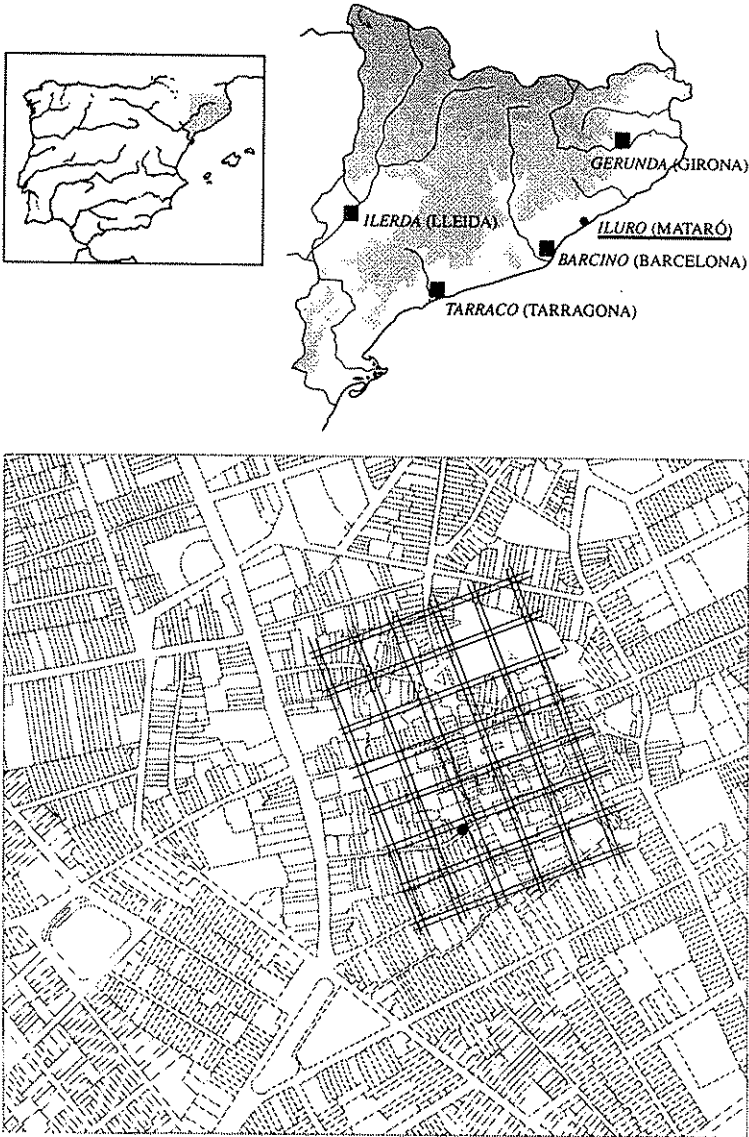 GERUNDA (GIRONA)
ILERDA (LLEIDA)
ILURO (MATARÓ)
BARCINO (BARCELONA)
TARRACO (TARRAGONA)